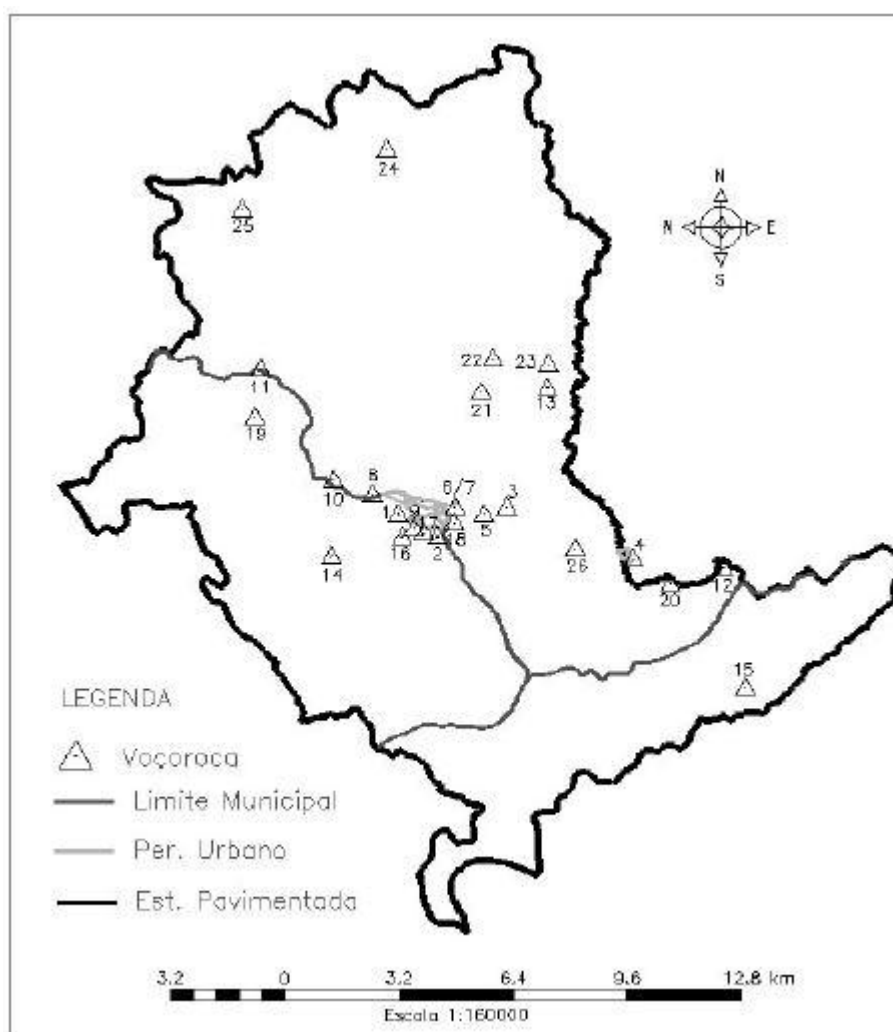 24
N
25
N E
S
22 23
11
21 13
19
8 6/7 3
10
1 9
17 5
16 2 18
14
26 4
20 12
15
LEGENDA
Voçoroca
Limite Municipal
Per. Urbano
Est. Pavimentada
3.2 0 3.2 6.4 9.6 12.8 km
Escala 1:160000